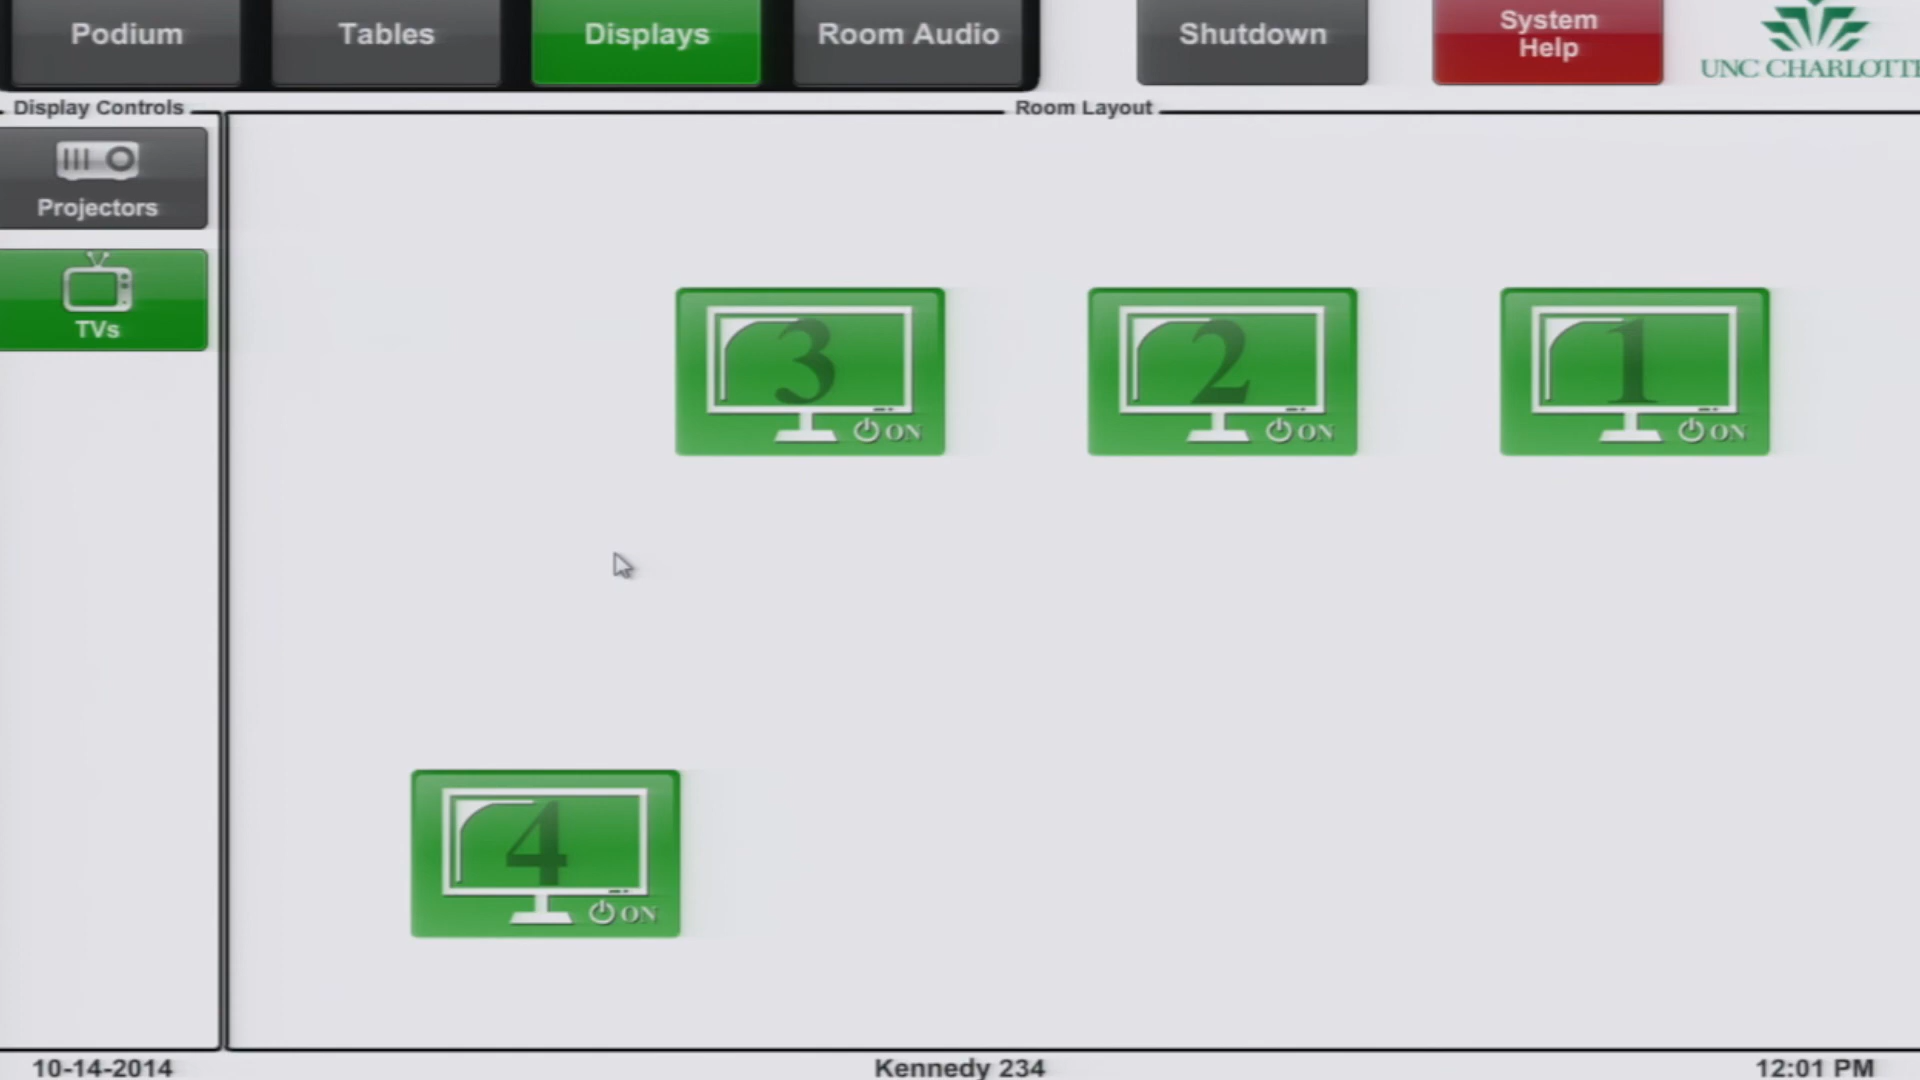 Podium
Tables
Displays
Room Audio
Shutdown
System
Help
UNC CHARLOTTE
Display Controls
Room Layout
Projectors
TVs
3
ON
2
ON
1
ON
4
ON
10-14-2014
Kennedy 234
12:01 PM